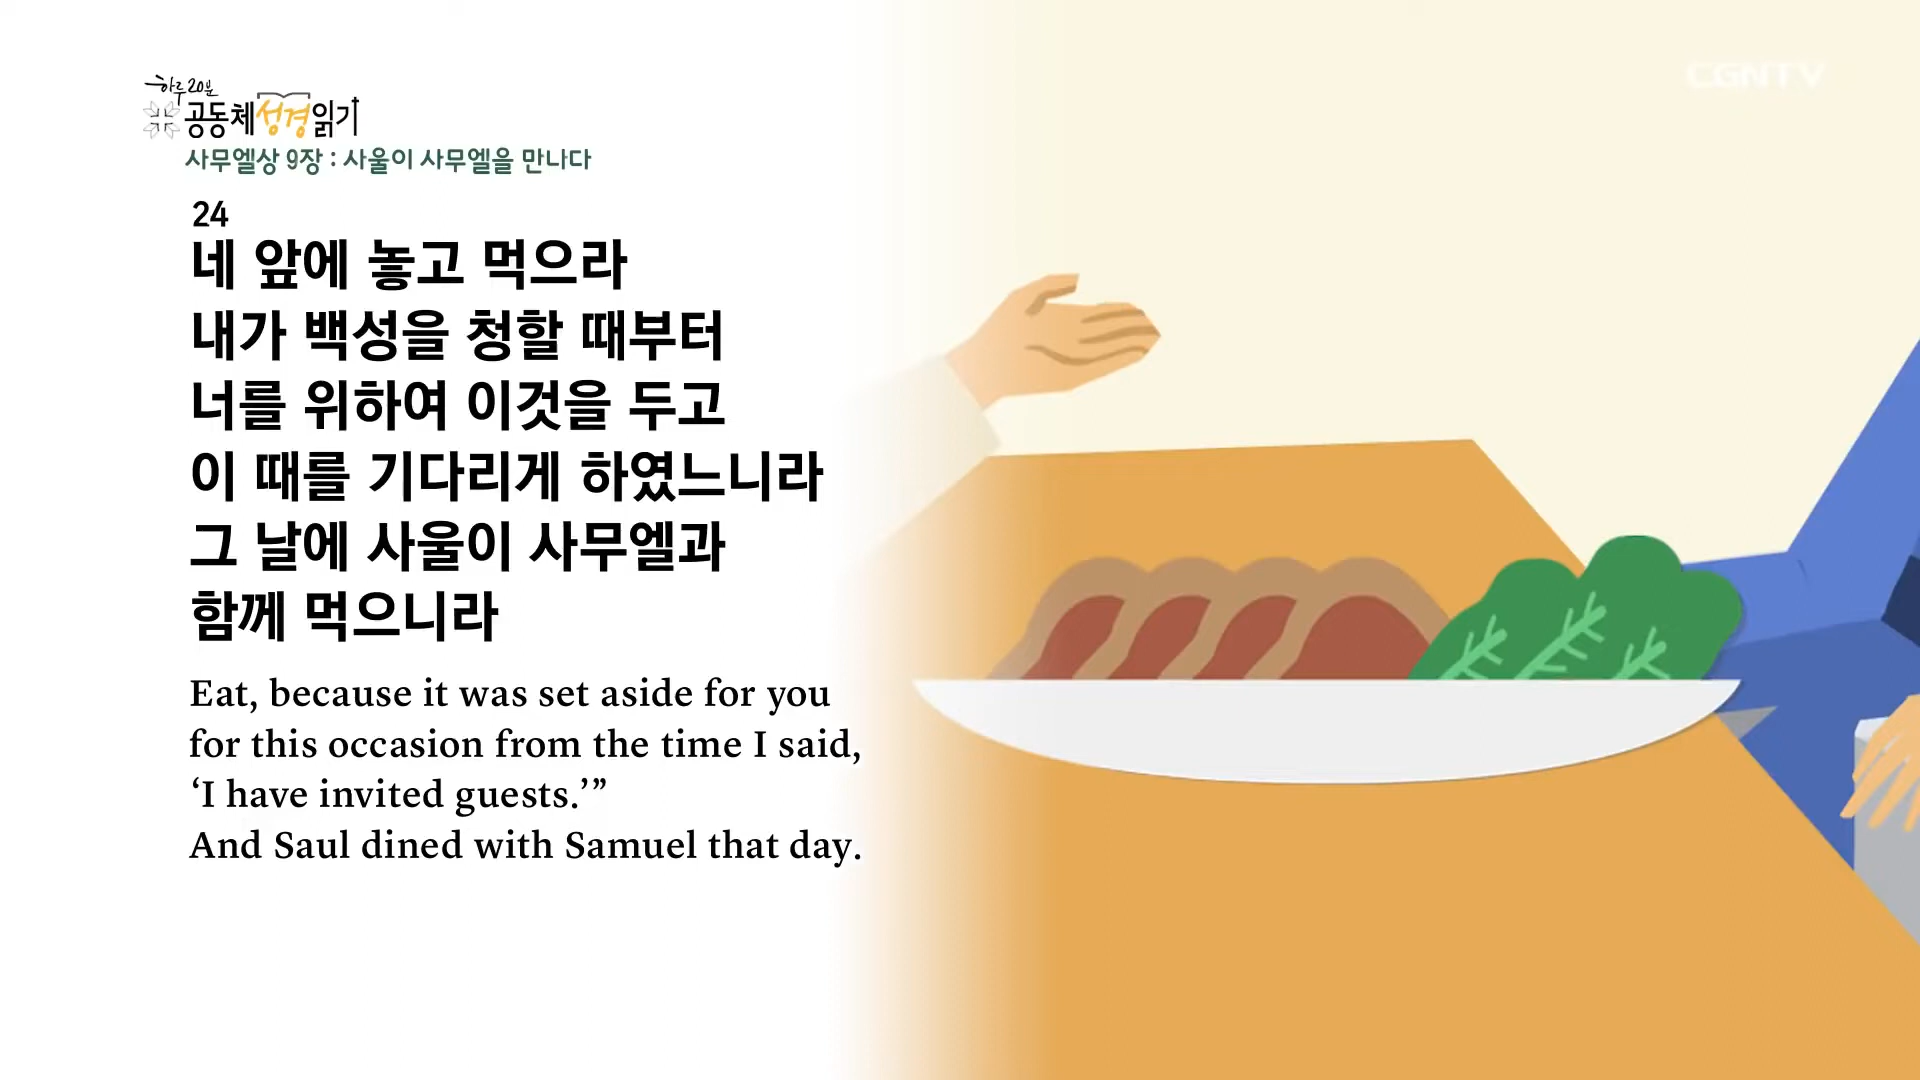 하루 20분
공동체성경읽기
CGNTV
사무엘상 9장 : 사울이 사무엘을 만나다
24
네 앞에 놓고 먹으라
내가 백성을 청할 때부터
너를 위하여 이것을 두고
이 때를 기다리게 하였느니라
그 날에 사울이 사무엘과
함께 먹으니라
Eat, because it was set aside for you
for this occasion from the time I said,
‘I have invited guests.’”
And Saul dined with Samuel that day.